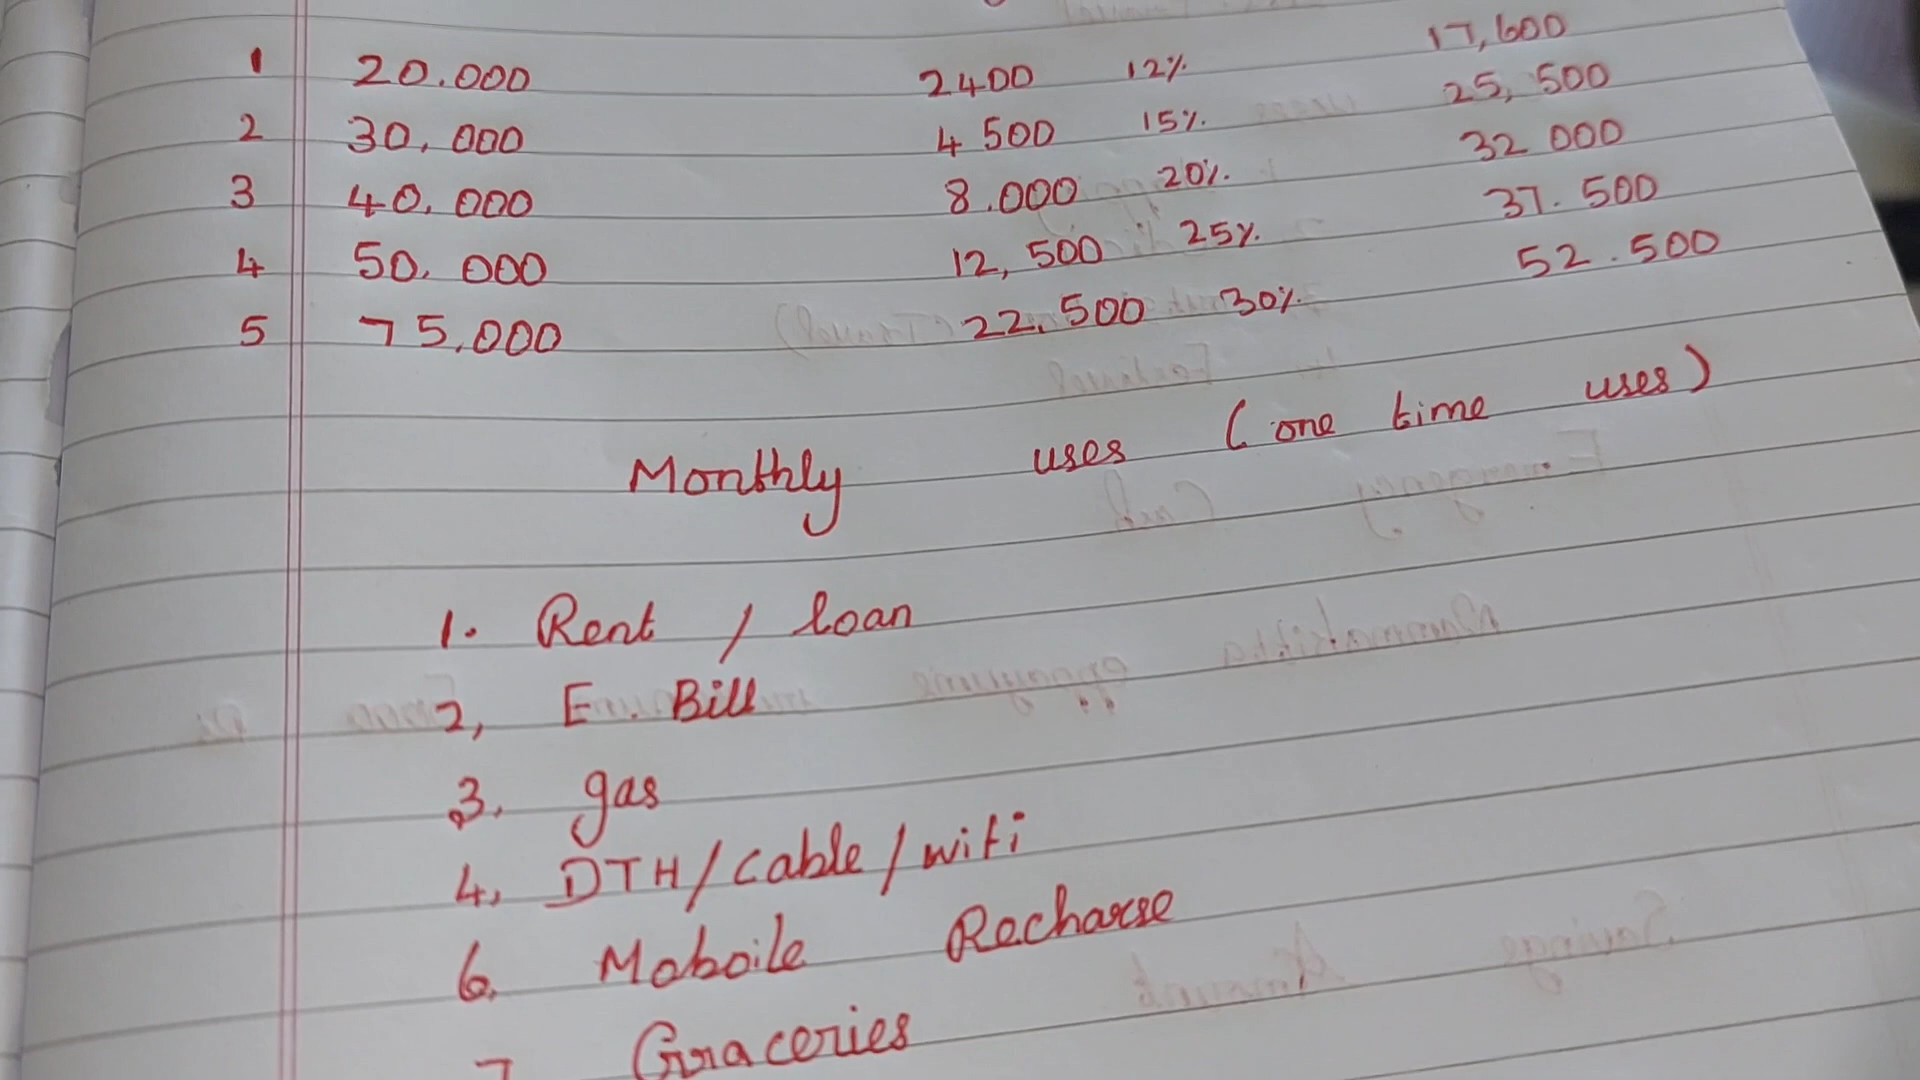 1 20.000 2400 12% 17,600
2 30,000 4500 15% 25,500
3 40,000 8.000 20% 32 000
4 50,000 12,500 25% 37.500
5 75,000 22,500 30% 52.500
Monthly uses (one time uses)
1. Rent / loan
2, E. Bill
3. gas
4, DTH/cable/wifi
6. Moboile Recharse
7 Graceries